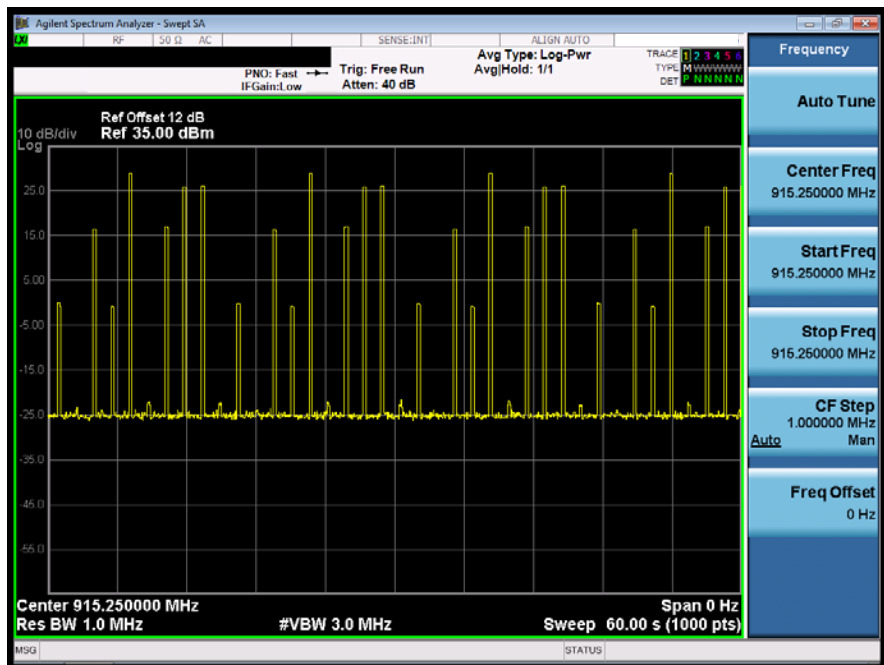 Agilent Spectrum Analyzer - Swept SA
LXI RF 50 Ω AC SENSE:INT ALIGN AUTO
Avg Type: Log-Pwr
TRACE 1 2 3 4 5 6
PNO: Fast Trig: Free Run Avg|Hold: 1/1 TYPE M WWWWW
IFGain:Low Atten: 40 dB DET P N N N N N
Ref Offset 12 dB
10 dB/div Ref 35.00 dBm
Log
25.0
15.0
5.00
-5.00
-15.0
-25.0
-35.0
-45.0
-55.0
Center 915.250000 MHz Span 0 Hz
Res BW 1.0 MHz #VBW 3.0 MHz Sweep 60.00 s (1000 pts)
MSG STATUS
Frequency
Auto Tune
Center Freq
915.250000 MHz
Start Freq
915.250000 MHz
Stop Freq
915.250000 MHz
CF Step
1.000000 MHz
Auto Man
Freq Offset
0 Hz